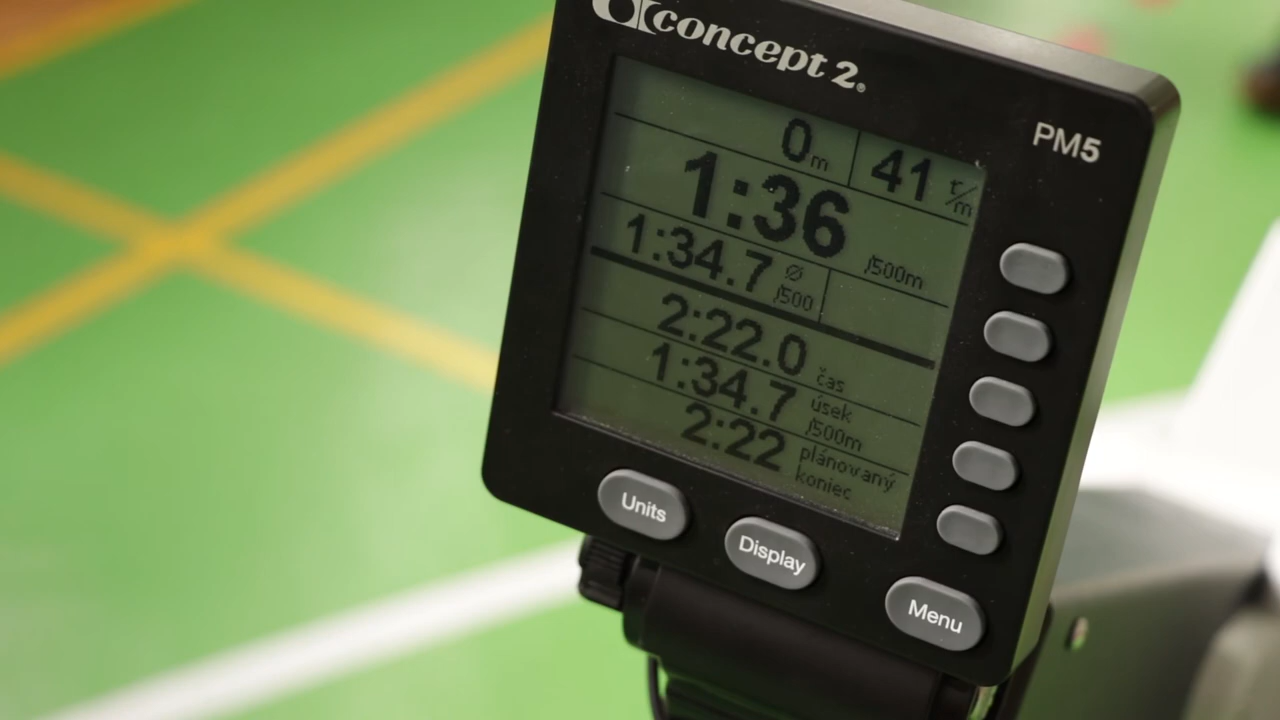 concept 2®
PM5
0m 41 t/m
1:36 /500m
1:34.7 ⌀ /500
2:22.0 čas
1:34.7 úsek /500m
2:22 plánovaný koniec
Units
Display
Menu